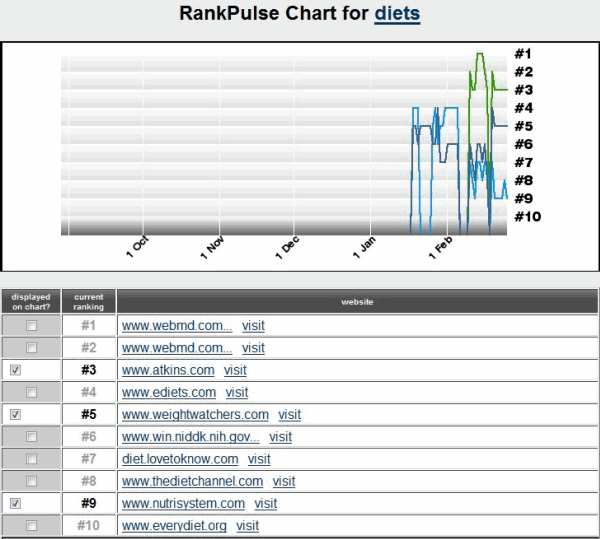 RankPulse Chart for diets
#1
#2
#3
#4
#5
#6
#7
#8
#9
#10
1 Oct 1 Nov 1 Dec 1 Jan 1 Feb
displayed on chart? current ranking website
#1 www.webmd.com... visit
#2 www.webmd.com... visit
#3 www.atkins.com visit
#4 www.ediets.com visit
#5 www.weightwatchers.com visit
#6 www.win.niddk.nih.gov... visit
#7 diet.lovetoknow.com visit
#8 www.thedietchannel.com visit
#9 www.nutrisystem.com visit
#10 www.everydiet.org visit